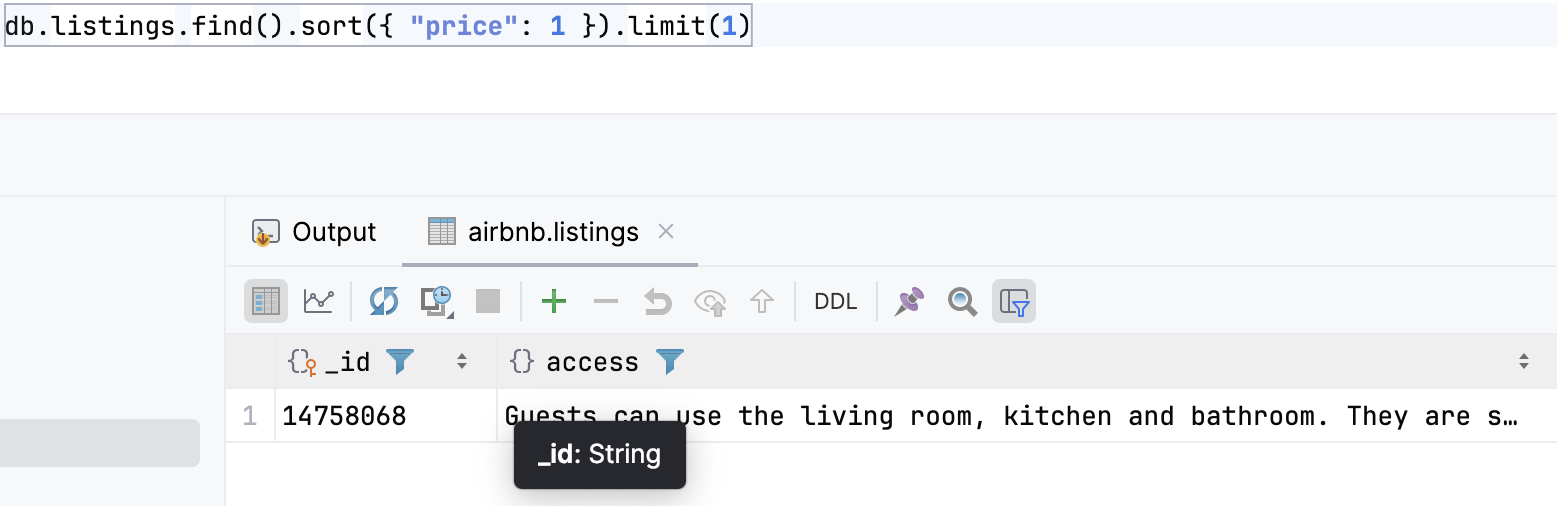 db.listings.find().sort({ "price": 1 }).limit(1)
Output airbnb.listings
DDL
_id access
1 14758068 Guests can use the living room, kitchen and bathroom. They are s…
_id: String